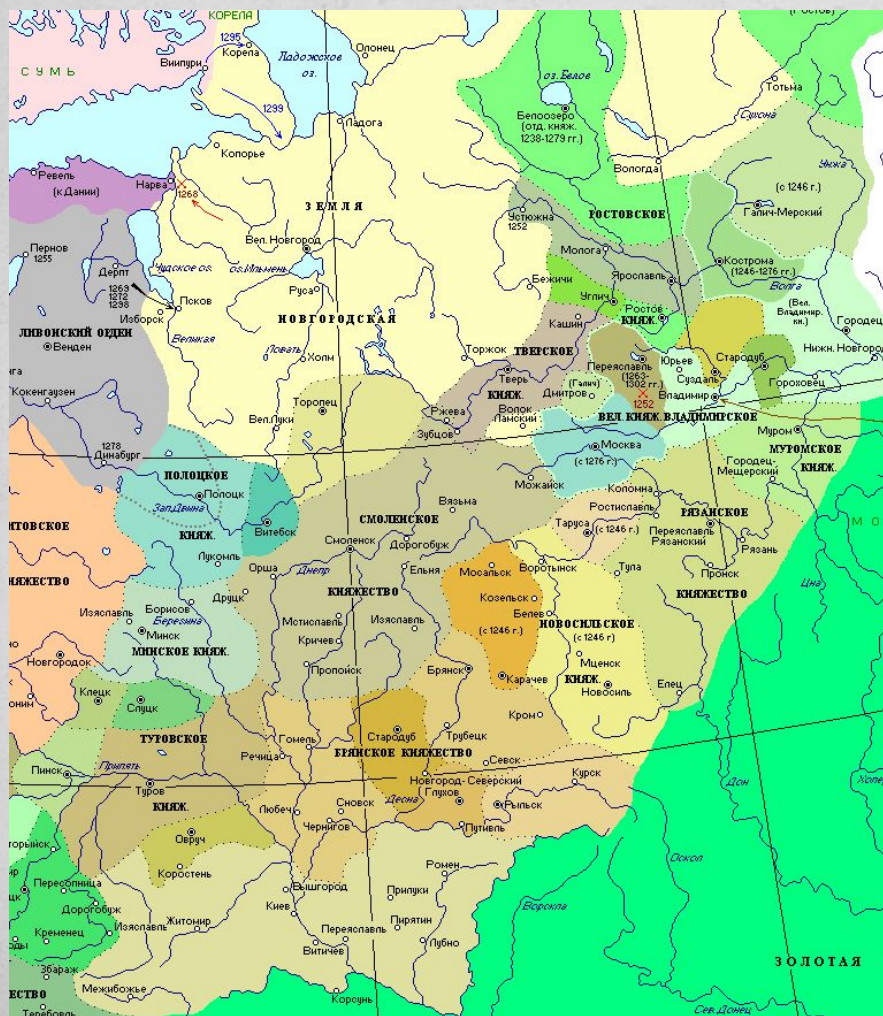 КОРЕЛА
(Ростов)
1295
Корела
Олонец
Виипури
Ладожское
оз.
СУМЬ
оз. Белое
Тотьма
1299
Белоозеро
(отд. княж.
1238-1279 гг.)
Сухона
Ладога
Копорье
Вологда
Унжа
Ревель
(к Дании)
Нарва
1268
ЗЕМЛЯ
(с 1246 г.)
Устюжна
1252
РОСТОВСКОЕ
Галич-Мерский
Пернов
1255
Вел. Новгород
Молога
Кострома
(1246-1276 гг.)
Дерпт
Чудское оз.
оз. Ильмень
Ярославль
Волга
1269
1272
1298
Руса
Бежичи
Углич
(Вел.
Владимир.
кн.)
Псков
Изборск
НОВГОРОДСКАЯ
Ростов
КНЯЖ.
Городец
ЛИВОНСКИЙ ОРДЕН
Кашин
Великая
ТВЕРСКОЕ
Венден
Ловать
Холм
Торжок
Юрьев
Стародуб
Нижн. Новгород
Переяславль
(1263-
1302 гг.)
Тверь
КНЯЖ.
(Галич)
Дмитров
Суздаль
Гороховец
Кокенгаузен
Торопец
Владимир
1252
Ржева
Волок
Ламский
ВЕЛ. КНЯЖ. ВЛАДИМИРСКОЕ
Вел.Луки
Зубцов
Муром
1278
Динабург
Москва
(с 1276 г.)
МУРОМСКОЕ
КНЯЖ.
ПОЛОЦКОЕ
Можайск
Городец-
Мещерский
Полоцк
Коломна
Вязьма
Ростиславль
РЯЗАНСКОЕ
Зап.Двина
Витебск
СМОЛЕНСКОЕ
Таруса
(с 1246 г.)
КНЯЖ.
Смоленск
Дорогобуж
Переяславль
Рязанский
Рязань
Лукомль
Воротынск
Орша
Днепр
Ельня
Мосальск
Тула
Пронск
КНЯЖЕСТВО
Цна
Друцк
Борисов
Березина
КНЯЖЕСТВО
Козельск
Изяславль
Мстиславль
Изяславль
Белев
НОВОСИЛЬСКОЕ
(с 1246 г.)
(с 1246 г.)
Минск
Кричев
МИНСКОЕ КНЯЖ.
Мценск
Новгородок
Пропойск
Брянск
Карачев
КНЯЖ.
Новосиль
Елец
Клецк
Слуцк
Кром
ТУРОВСКОЕ
Гомель
Стародуб
Трубецк
Речица
БРЯНСКОЕ КНЯЖЕСТВО
Севск
Дон
Пинск
Припять
Новгород-Северский
Курск
Туров
Десна
Глухов
КНЯЖ.
Любеч
Сновск
Рыльск
Чернигов
Путивль
Овруч
Оскол
Коростень
Ромен
Пересопница
Вышгород
Прилуки
Дорогобуж
Киев
Ворскла
Изяславль
Житомир
Переяславль
Пирятин
Кременец
Витичев
Лубно
ЗОЛОТАЯ
Збараж
Межибожье
Корсунь
Теребовль
Сев.Донец